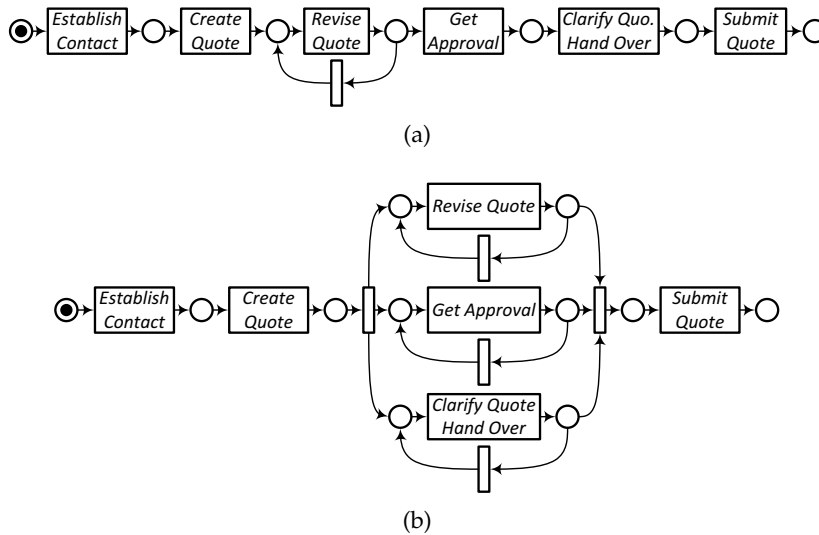 Establish
Contact
Create
Quote
Revise
Quote
Get
Approval
Clarify Quo.
Hand Over
Submit
Quote
(a)
Revise Quote
Establish
Contact
Create
Quote
Get Approval
Submit
Quote
Clarify Quote
Hand Over
(b)